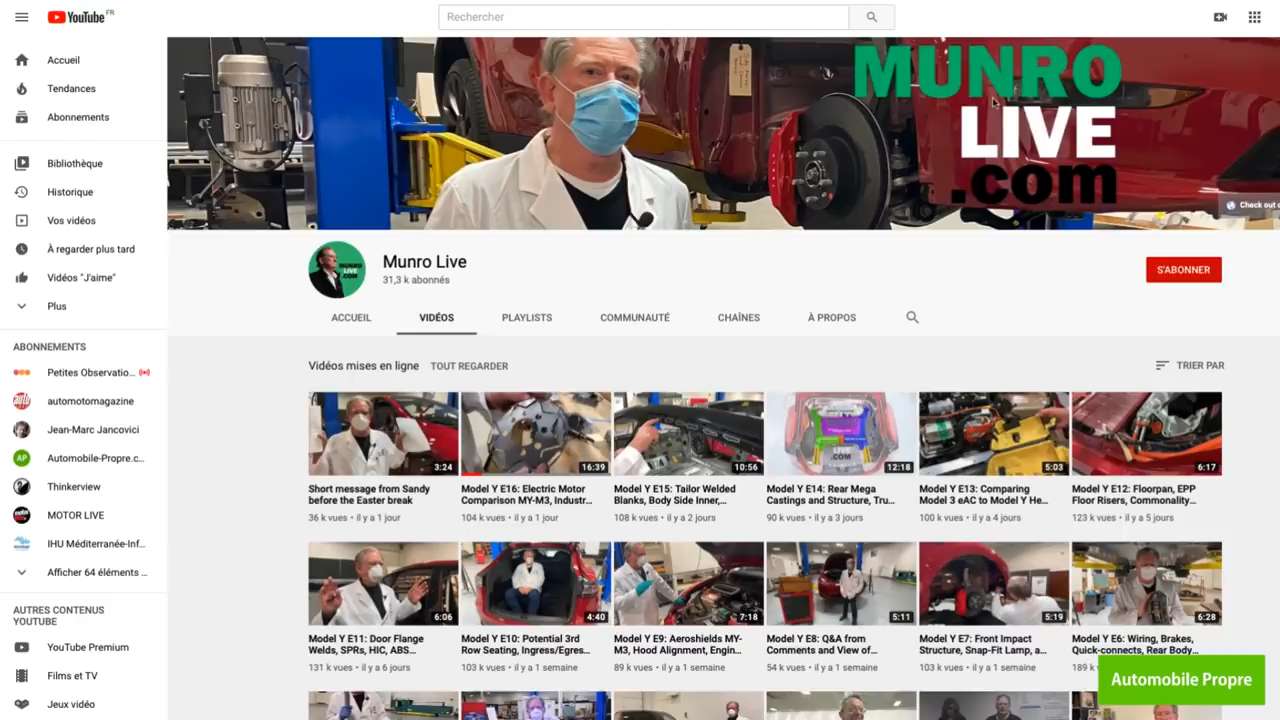 YouTube FR
Rechercher
Accueil
Tendances
Abonnements
Bibliothèque
Historique
Vos vidéos
À regarder plus tard
Vidéos "J'aime"
Plus
ABONNEMENTS
Petites Observatio...
automotomagazine
Jean-Marc Jancovici
AP
Automobile-Propre.c...
Thinkerview
MOTOR LIVE
IHU Méditerranée-Inf...
Afficher 64 éléments ...
AUTRES CONTENUS
YOUTUBE
YouTube Premium
Films et TV
Jeux vidéo
MUNRO
LIVE
.com
Check out
Munro Live
31,3 k abonnés
S'ABONNER
ACCUEIL
VIDÉOS
PLAYLISTS
COMMUNAUTÉ
CHAÎNES
À PROPOS
Vidéos mises en ligne
TOUT REGARDER
TRIER PAR
3:24
Short message from Sandy
before the Easter break
36 k vues • il y a 1 jour
16:39
Model Y E16: Electric Motor
Comparison MY-M3, Industr...
104 k vues • il y a 1 jour
10:56
Model Y E15: Tailor Welded
Blanks, Body Side Inner,...
108 k vues • il y a 2 jours
LIVE
.COM
12:18
Model Y E14: Rear Mega
Castings and Structure, Tru...
90 k vues • il y a 3 jours
5:03
Model Y E13: Comparing
Model 3 eAC to Model Y He...
100 k vues • il y a 4 jours
6:17
Model Y E12: Floorpan, EPP
Floor Risers, Commonality...
123 k vues • il y a 5 jours
6:06
Model Y E11: Door Flange
Welds, SPRs, HIC, ABS...
131 k vues • il y a 6 jours
4:40
Model Y E10: Potential 3rd
Row Seating, Ingress/Egres...
103 k vues • il y a 1 semaine
7:18
Model Y E9: Aeroshields MY-
M3, Hood Alignment, Engin...
89 k vues • il y a 1 semaine
5:11
Model Y E8: Q&A from
Comments and View of...
54 k vues • il y a 1 semaine
5:19
Model Y E7: Front Impact
Structure, Snap-Fit Lamp, a...
103 k vues • il y a 1 semaine
6:28
Model Y E6: Wiring, Brakes,
Quick-connects, Rear Body...
189 k
Automobile Propre